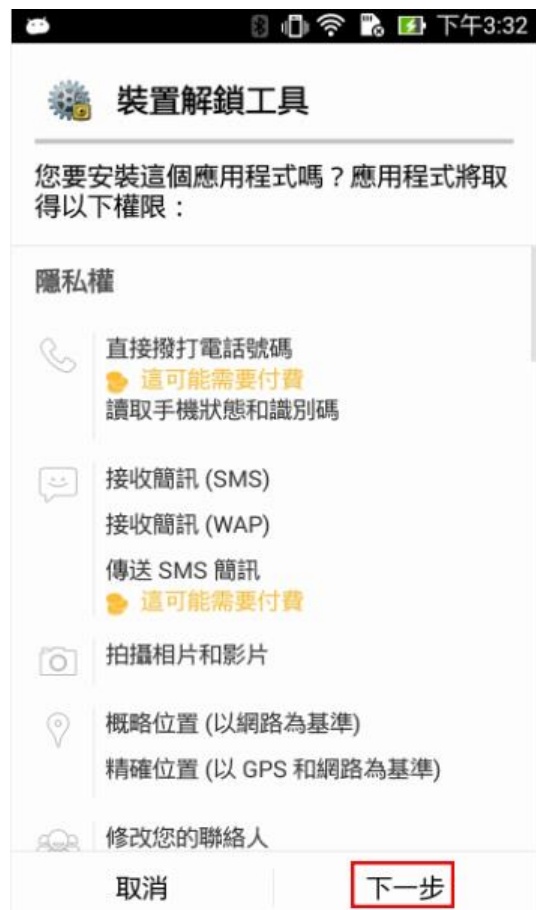 下午3:32
裝置解鎖工具
您要安裝這個應用程式嗎？應用程式將取
得以下權限：
隱私權
直接撥打電話號碼
這可能需要付費
讀取手機狀態和識別碼
接收簡訊 (SMS)
接收簡訊 (WAP)
傳送 SMS 簡訊
這可能需要付費
拍攝相片和影片
概略位置 (以網路為基準)
精確位置 (以 GPS 和網路為基準)
修改您的聯絡人
取消
下一步